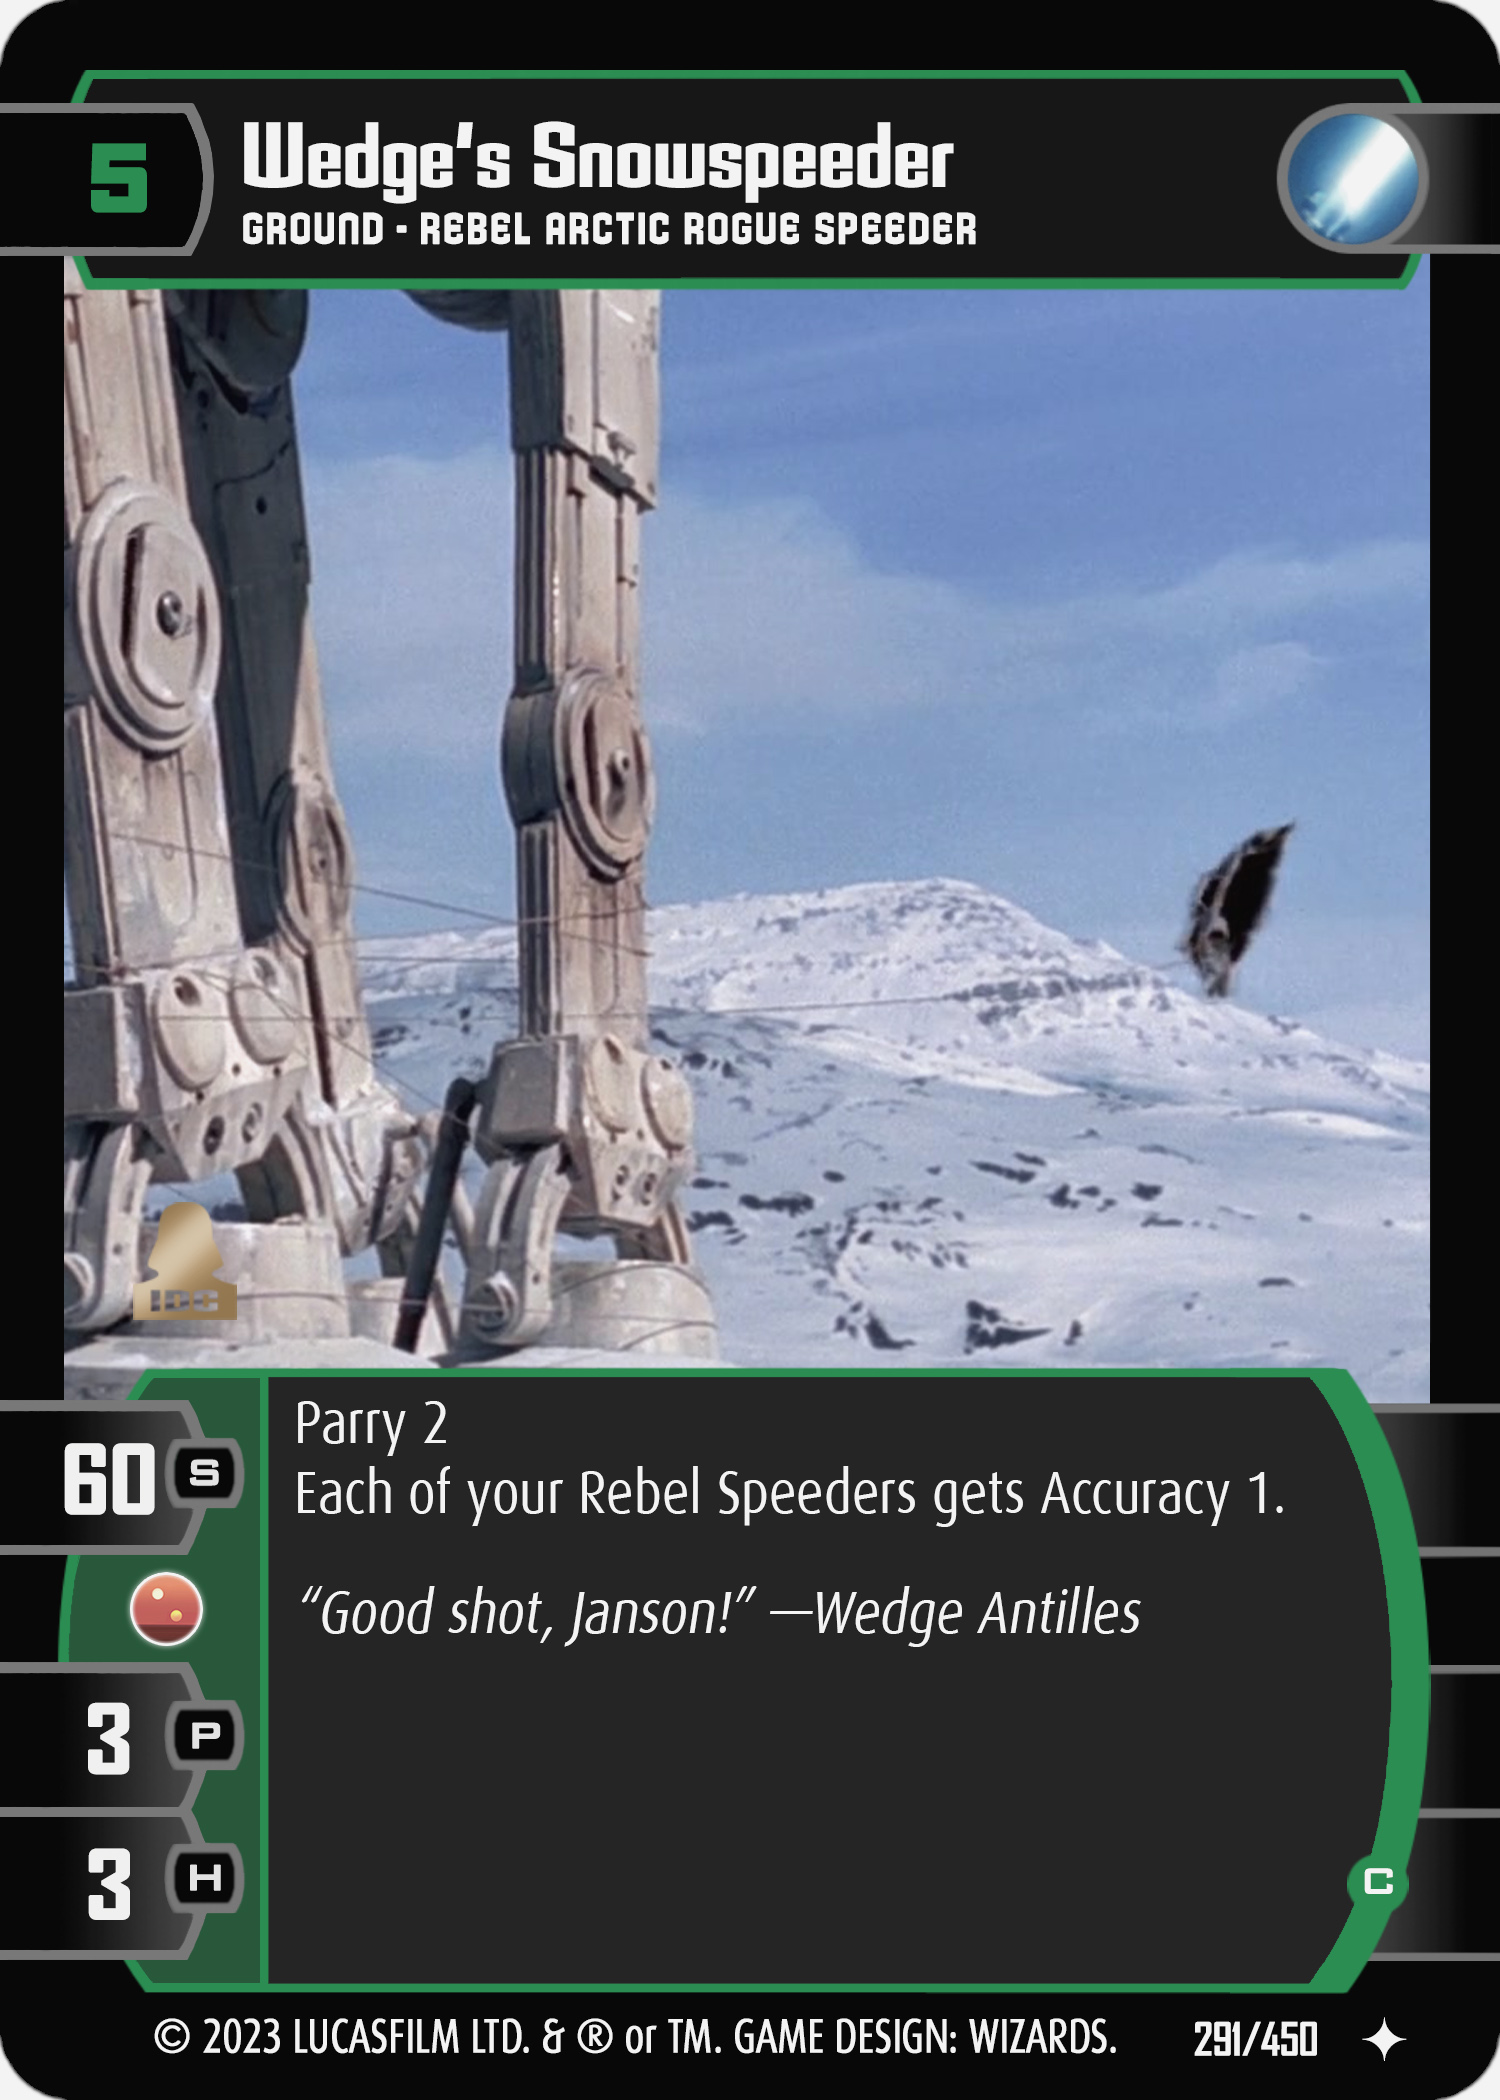 5
Wedge's Snowspeeder
GROUND - REBEL ARCTIC ROGUE SPEEDER
IDC
60 S
Parry 2
Each of your Rebel Speeders gets Accuracy 1.
“Good shot, Janson!” —Wedge Antilles
3 P
3 H
C
© 2023 LUCASFILM LTD. & ® or TM. GAME DESIGN: WIZARDS. 291/450